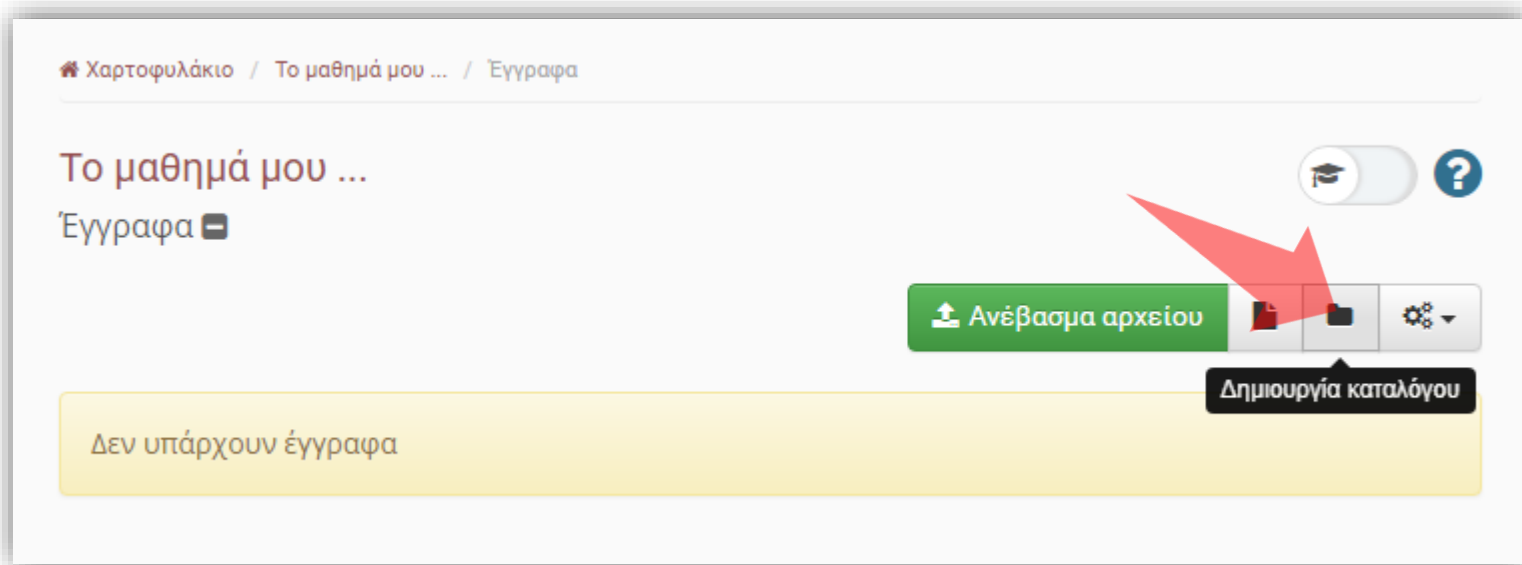 Χαρτοφυλάκιο / Το μαθημά μου ... / Έγγραφα
Το μαθημά μου ...
?
Έγγραφα
Ανέβασμα αρχείου
Δημιουργία καταλόγου
Δεν υπάρχουν έγγραφα